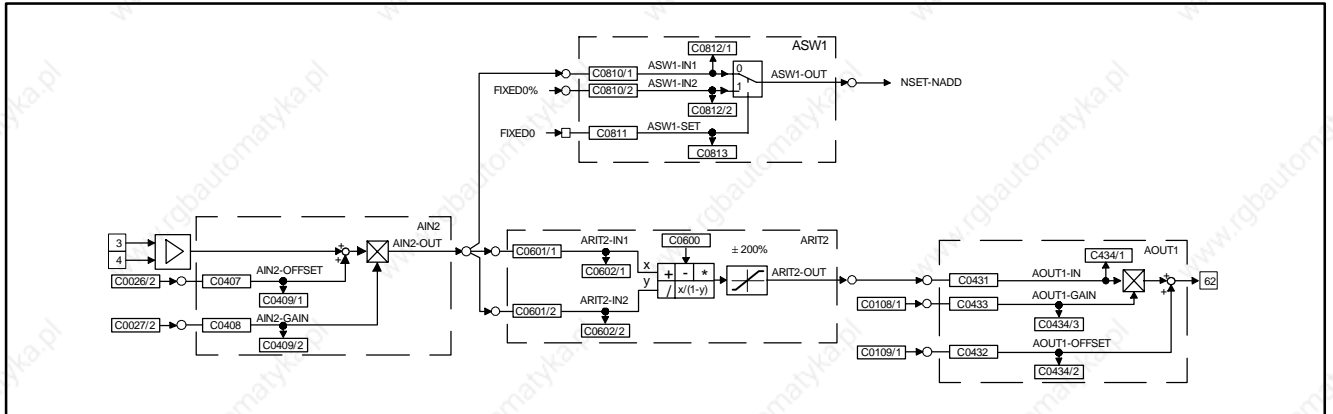 ASW1
C0812/1
C0810/1 ASW1-IN1 0 ASW1-OUT NSET-NADD
FIXED0% C0810/2 ASW1-IN2 1
C0812/2
FIXED0 C0811 ASW1-SET
C0813
AIN2
3
4
AIN2-OUT
+
+
C0026/2 C0407 AIN2-OFFSET
C0409/1
C0027/2 C0408 AIN2-GAIN
C0409/2
ARIT2
C0601/1 ARIT2-IN1 C0600 ± 200%
C0602/1
x + - *
y / x/(1-y)
ARIT2-OUT
C0601/2 ARIT2-IN2
C0602/2
AOUT1
C434/1
C0431 AOUT1-IN
+
+
62
C0108/1 C0433 AOUT1-GAIN
C0434/3
C0109/1 C0432 AOUT1-OFFSET
C0434/2
www.rgbautomatyka.pl